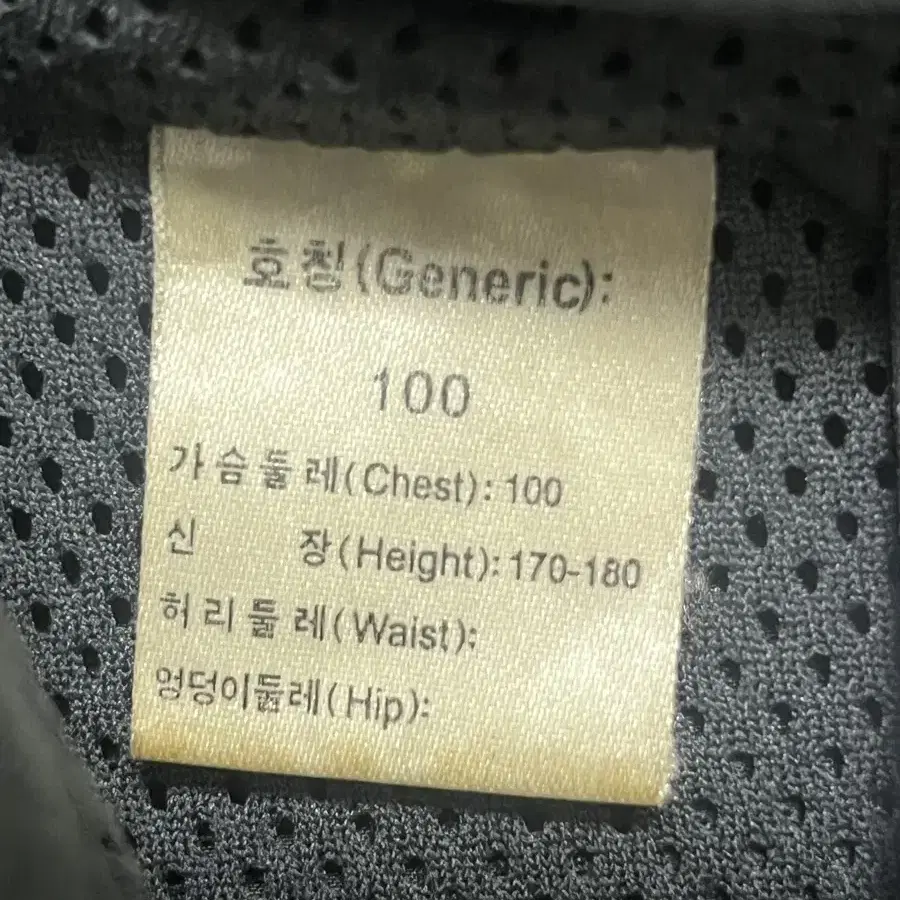 호칭(Generic):
100
가슴둘레(Chest): 100
신 장(Height): 170-180
허리둘레(Waist):
엉덩이둘레(Hip):